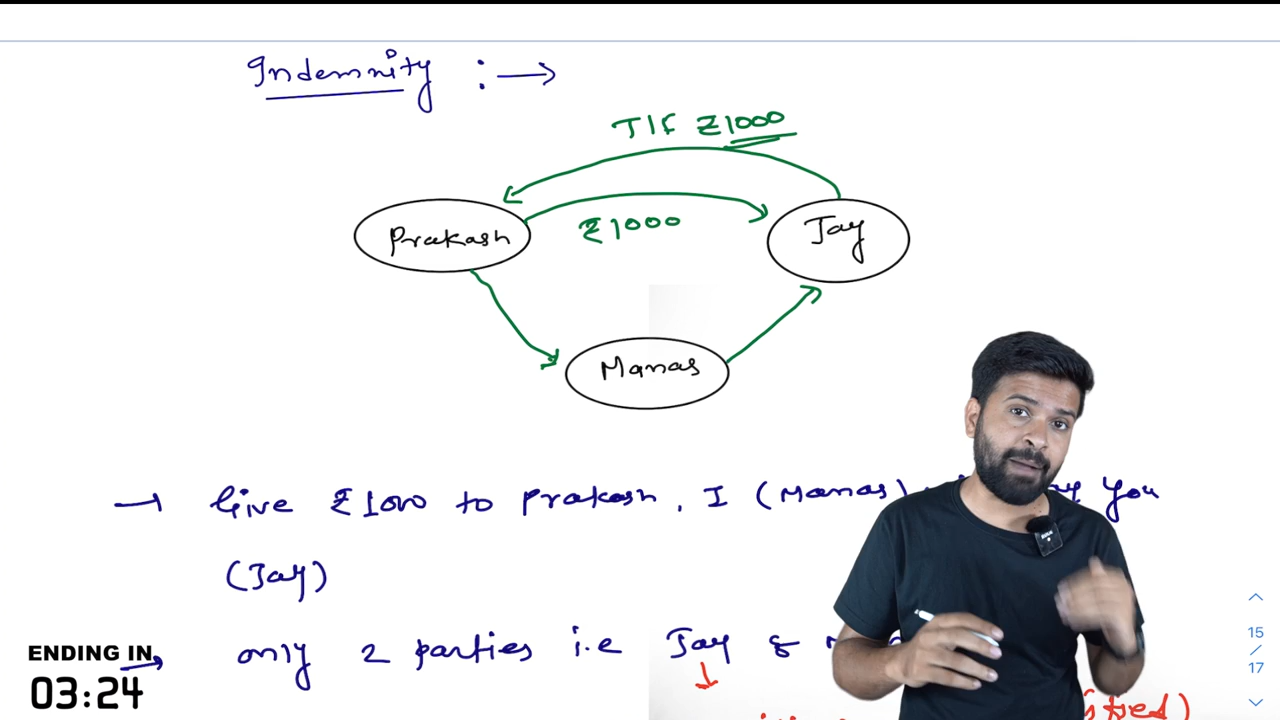 Indemnity :→
TIF ₹1000
Prakash
₹1000
Jay
Manas
→ Give ₹1000 to Prakash, I (Manas) you
(Jay)
→ only 2 parties i.e Jay &
ENDING IN
03:24
15
/
17